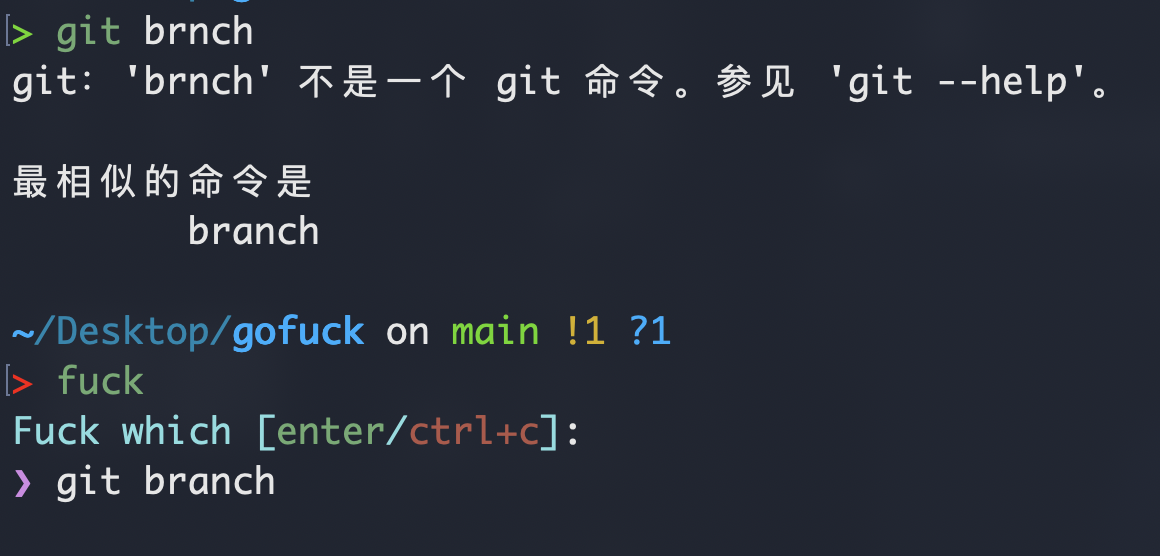 > git brnch
git: 'brnch' 不是一个 git 命令。参见 'git --help'。
最相似的命令是
branch
~/Desktop/gofuck on main !1 ?1
> fuck
Fuck which [enter/ctrl+c]:
❯ git branch